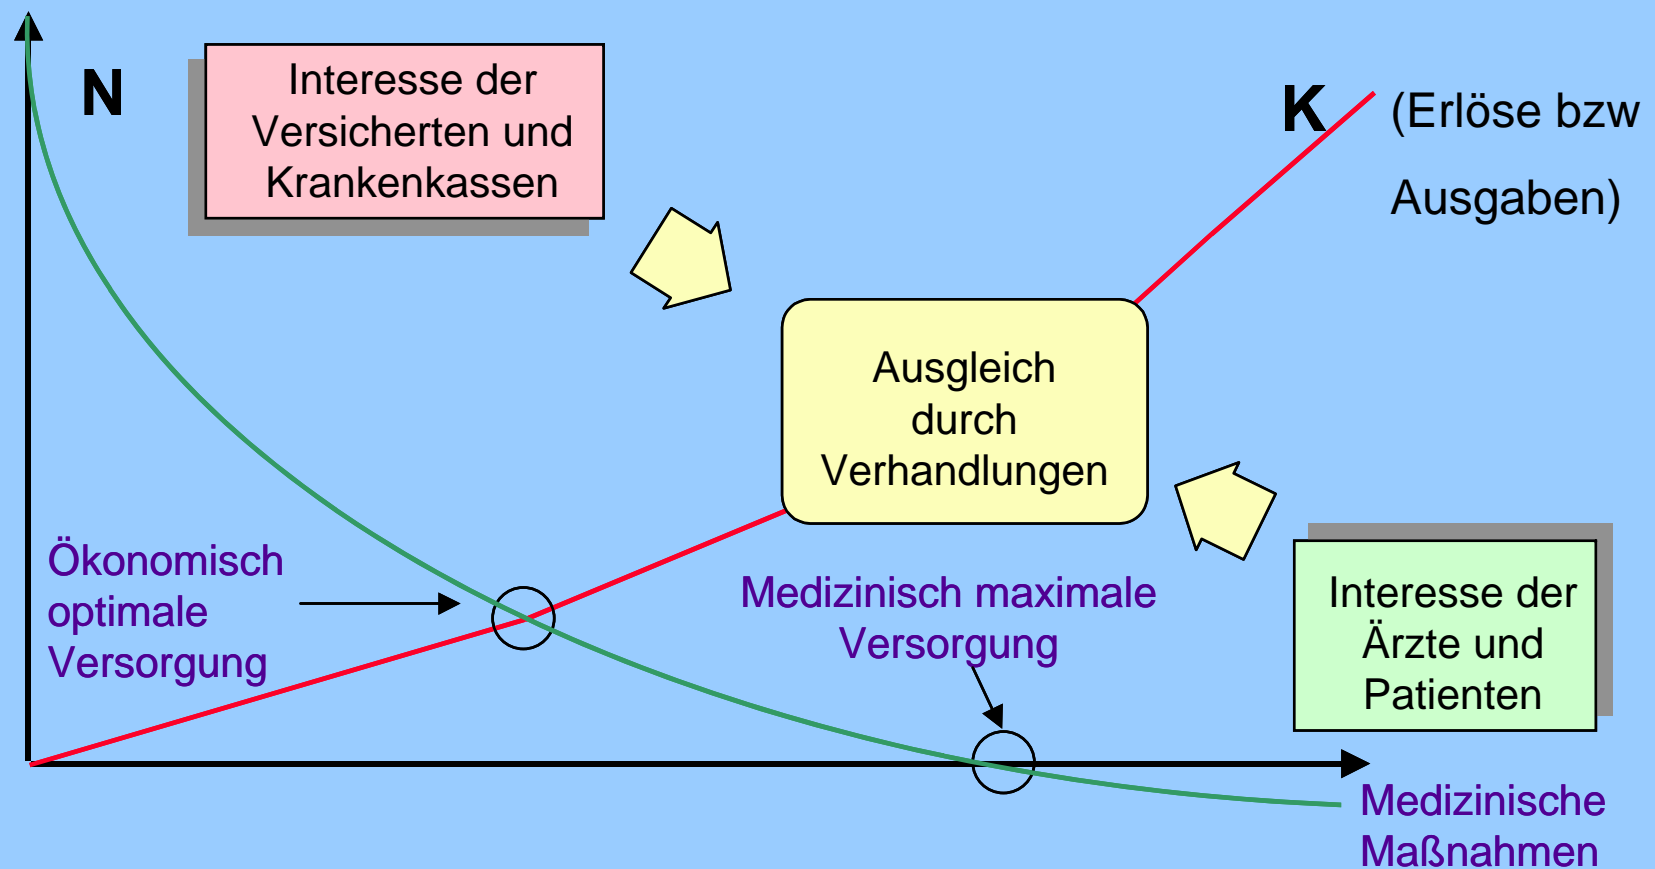 N
Interesse der
Versicherten und
Krankenkassen
K
(Erlöse bzw
Ausgaben)
Ausgleich
durch
Verhandlungen
Ökonomisch
optimale
Versorgung
Medizinisch maximale
Versorgung
Interesse der
Ärzte und
Patienten
Medizinische
Maßnahmen